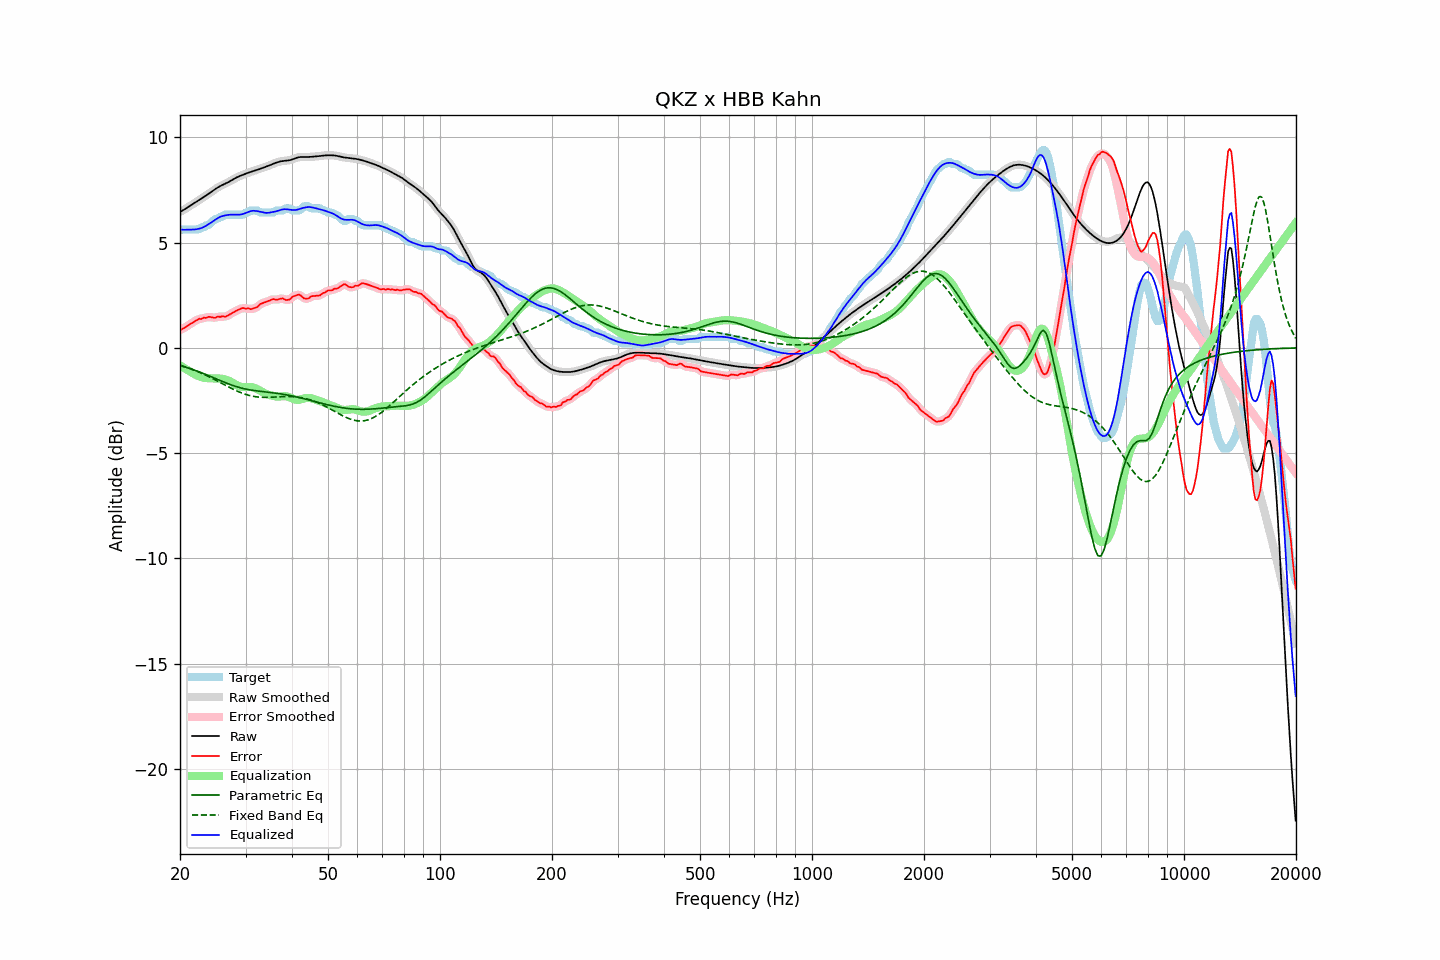 QKZ x HBB Kahn
10
5
0
−5
−10
−15
−20
Amplitude (dBr)
Target
Raw Smoothed
Error Smoothed
Raw
Error
Equalization
Parametric Eq
Fixed Band Eq
Equalized
20 50 100 200 500 1000 2000 5000 10000 20000
Frequency (Hz)